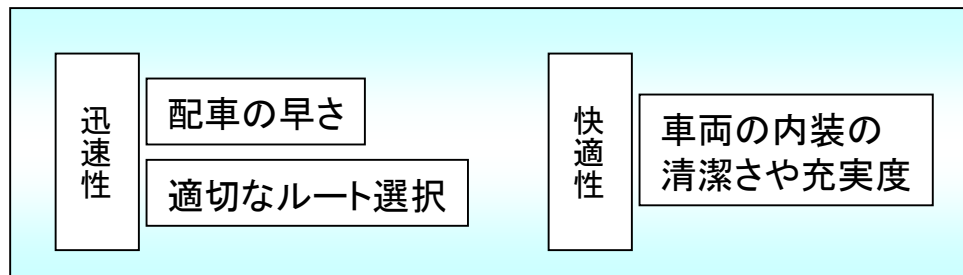 迅速性
配車の早さ
適切なルート選択
快適性
車両の内装の
清潔さや充実度